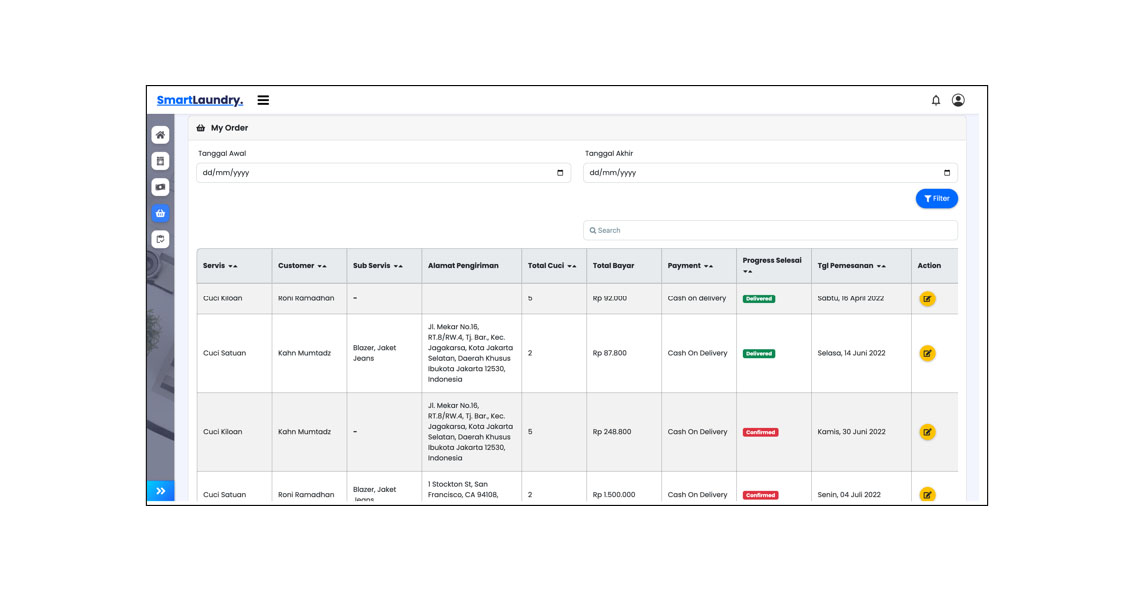 SmartLaundry.
My Order
Tanggal Awal
Tanggal Akhir
dd/mm/yyyy
dd/mm/yyyy
Filter
Search
Servis
Customer
Sub Servis
Alamat Pengiriman
Total Cuci
Total Bayar
Payment
Progress Selesai
Tgl Pemesanan
Action
Cuci Kiloan
Roni Ramadhan
-
5
Rp 92.000
Cash On Delivery
Delivered
Sabtu, 16 April 2022
Cuci Satuan
Kahn Mumtadz
Blazer, Jaket
Jeans
Jl. Mekar No.16,
RT.8/RW.4, Tj. Bar., Kec.
Jagakarsa, Kota Jakarta
Selatan, Daerah Khusus
Ibukota Jakarta 12530,
Indonesia
2
Rp 87.800
Cash On Delivery
Delivered
Selasa, 14 Juni 2022
Cuci Kiloan
Kahn Mumtadz
-
Jl. Mekar No.16,
RT.8/RW.4, Tj. Bar., Kec.
Jagakarsa, Kota Jakarta
Selatan, Daerah Khusus
Ibukota Jakarta 12530,
Indonesia
5
Rp 248.800
Cash On Delivery
Confirmed
Kamis, 30 Juni 2022
Cuci Satuan
Roni Ramadhan
Blazer, Jaket
Jeans
1 Stockton St, San
Francisco, CA 94108,
2
Rp 1.500.000
Cash On Delivery
Confirmed
Senin, 04 Juli 2022